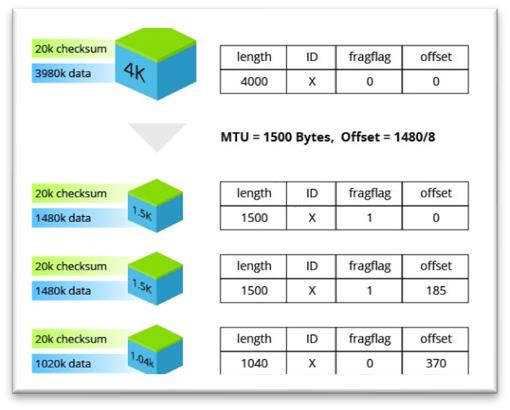 20k checksum
3980k data
4K
length ID fragflag offset
4000 X 0 0
MTU = 1500 Bytes, Offset = 1480/8
20k checksum
1480k data
1.5K
length ID fragflag offset
1500 X 1 0
20k checksum
1480k data
1.5K
length ID fragflag offset
1500 X 1 185
20k checksum
1020k data
1.04k
length ID fragflag offset
1040 X 0 370